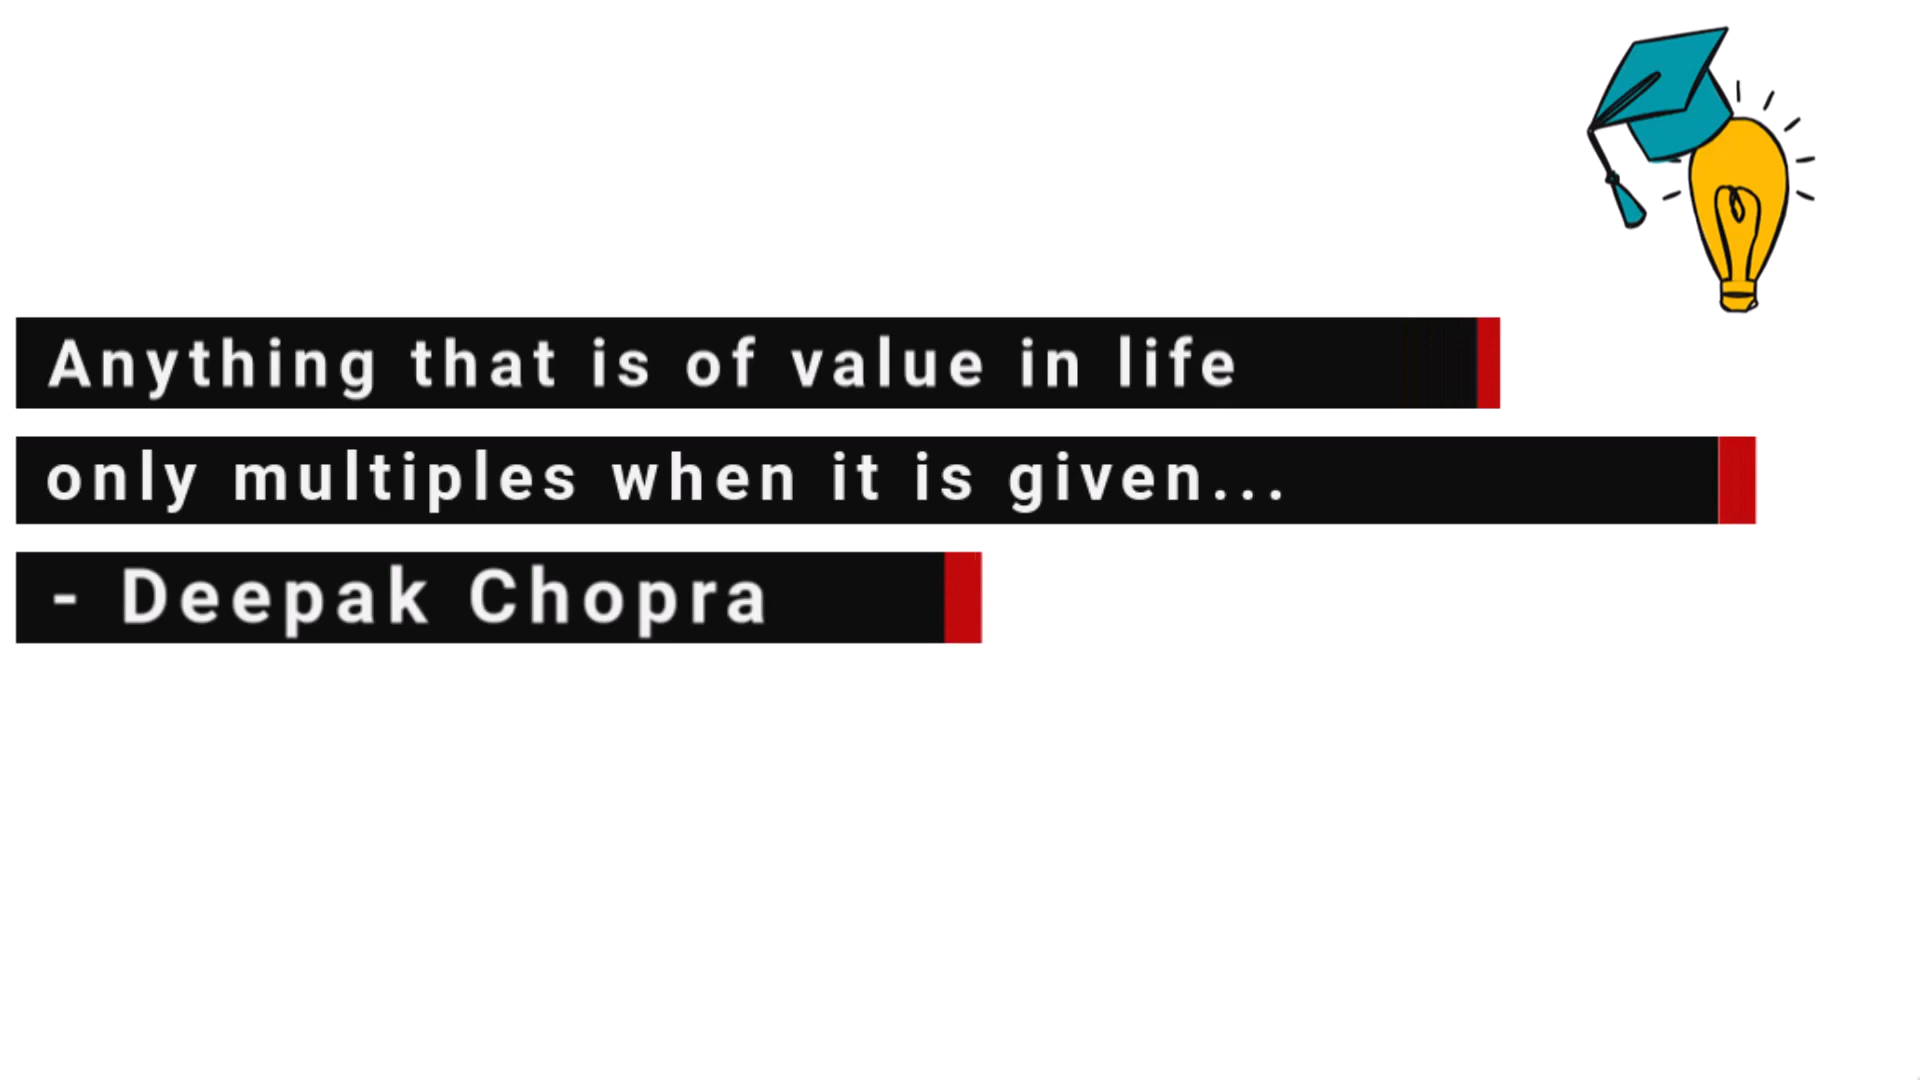 Anything that is of value in life
only multiples when it is given...
- Deepak Chopra